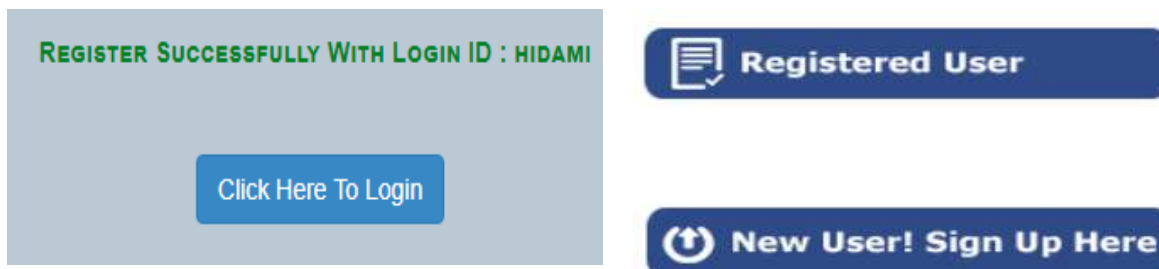 Register Successfully With Login ID : hidami
Click Here To Login
Registered User
New User! Sign Up Here